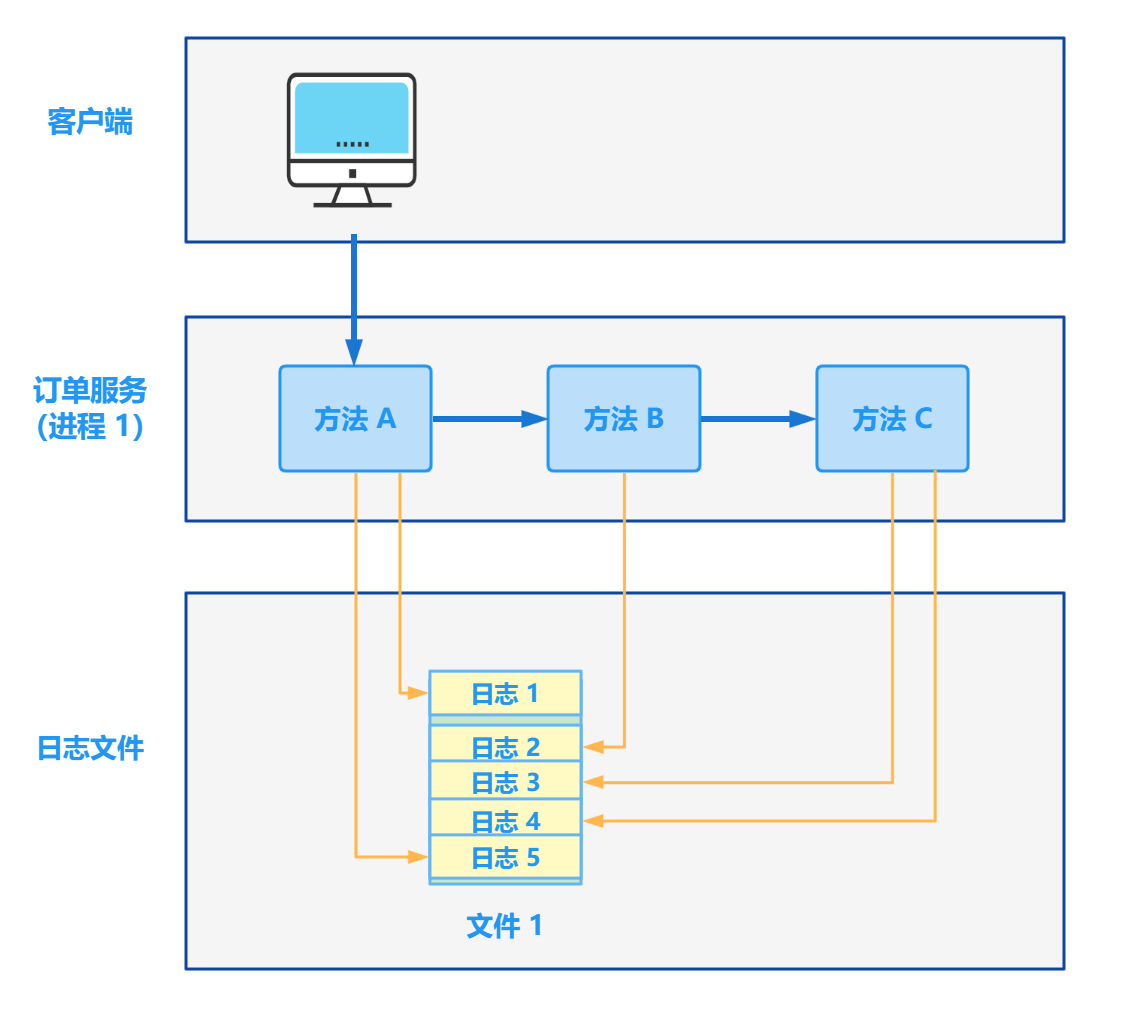 客户端
订单服务
(进程 1)
方法 A
方法 B
方法 C
日志文件
日志 1
日志 2
日志 3
日志 4
日志 5
文件 1